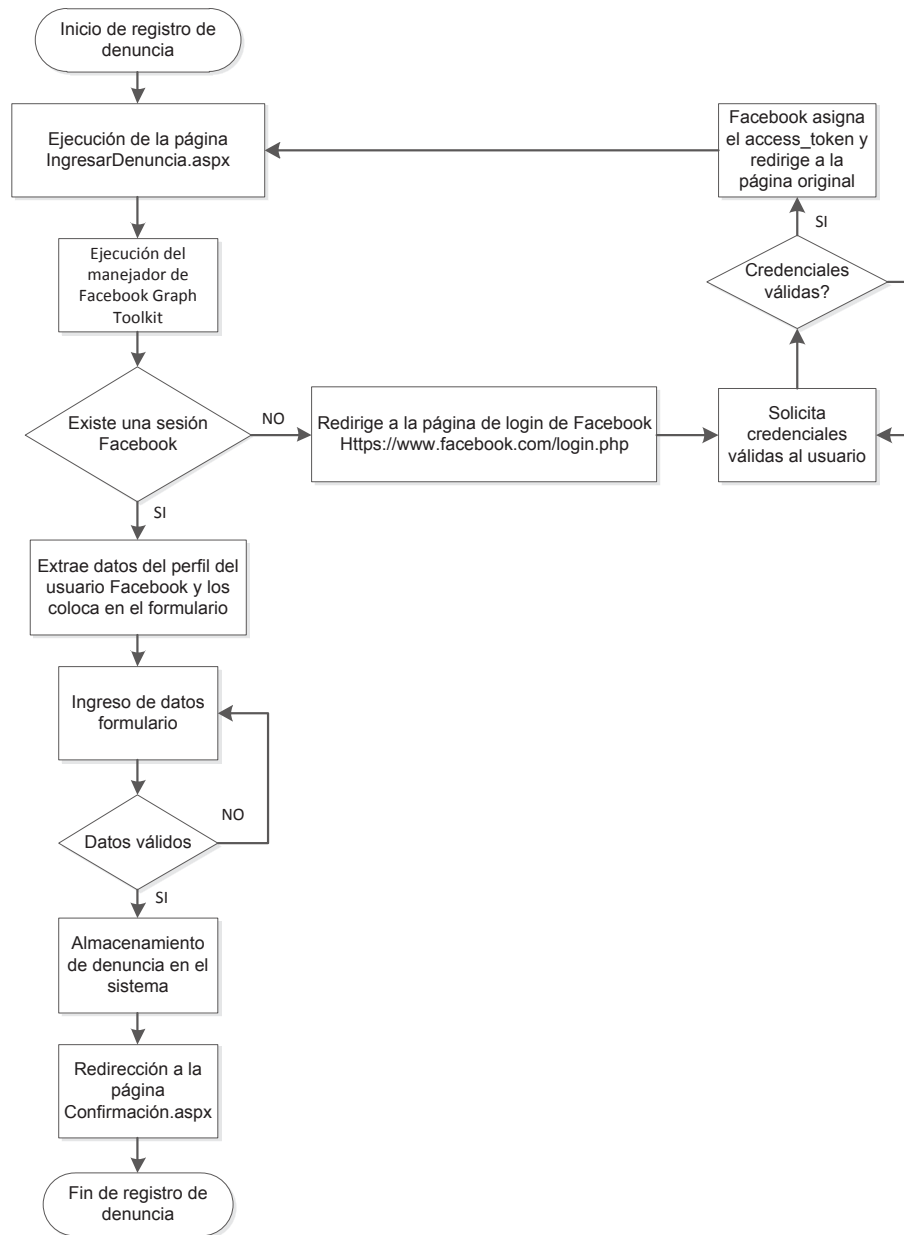 Inicio de registro de
denuncia
Ejecución de la página
IngresarDenuncia.aspx
Facebook asigna
el access_token y
redirige a la
página original
SI
Ejecución del
manejador de
Facebook Graph
Toolkit
Credenciales
válidas?
Existe una sesión
Facebook
NO
Redirige a la página de login de Facebook
Https://www.facebook.com/login.php
Solicita
credenciales
válidas al usuario
SI
Extrae datos del perfil del
usuario Facebook y los
coloca en el formulario
Ingreso de datos
formulario
NO
Datos válidos
SI
Almacenamiento
de denuncia en el
sistema
Redirección a la
página
Confirmación.aspx
Fin de registro de
denuncia